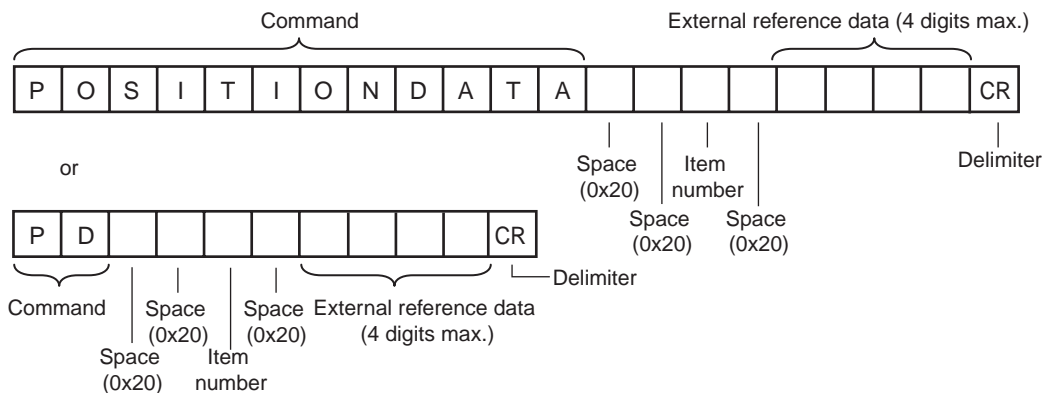 Command
External reference data (4 digits max.)
P O S I T I O N D A T A CR
Space
(0x20)
Space
(0x20)
Item
number
Space
(0x20)
Delimiter
or
P D CR
Delimiter
Command
Space
(0x20)
Space
(0x20)
Item
number
Space
(0x20)
External reference data
(4 digits max.)